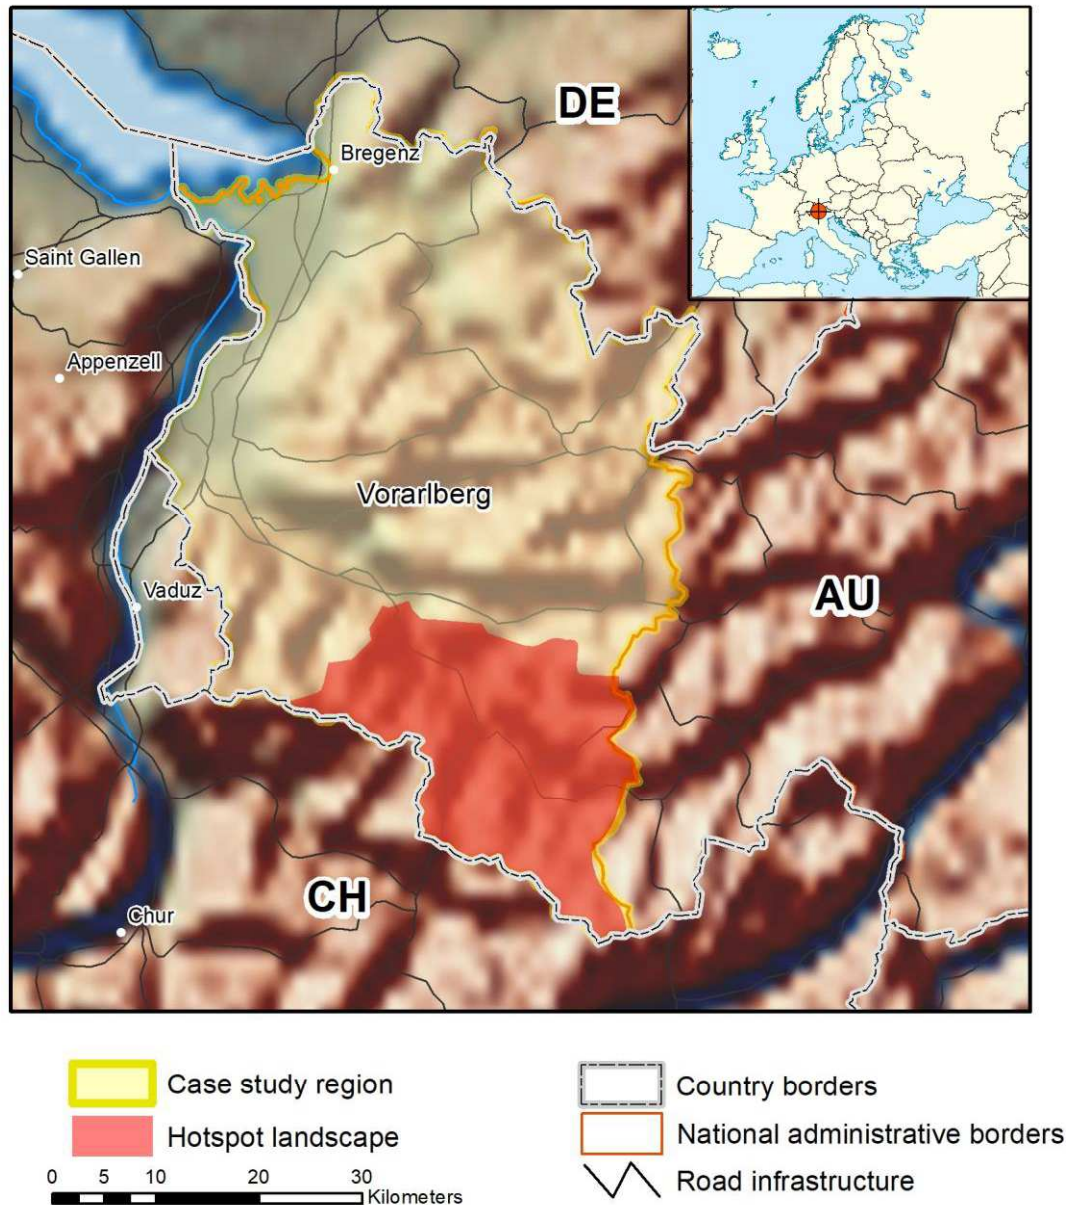 DE
Bregenz
Saint Gallen
Appenzell
Vorarlberg
Vaduz
AU
CH
Chur
Case study region
Hotspot landscape
0 5 10 20 30
Kilometers
Country borders
National administrative borders
Road infrastructure